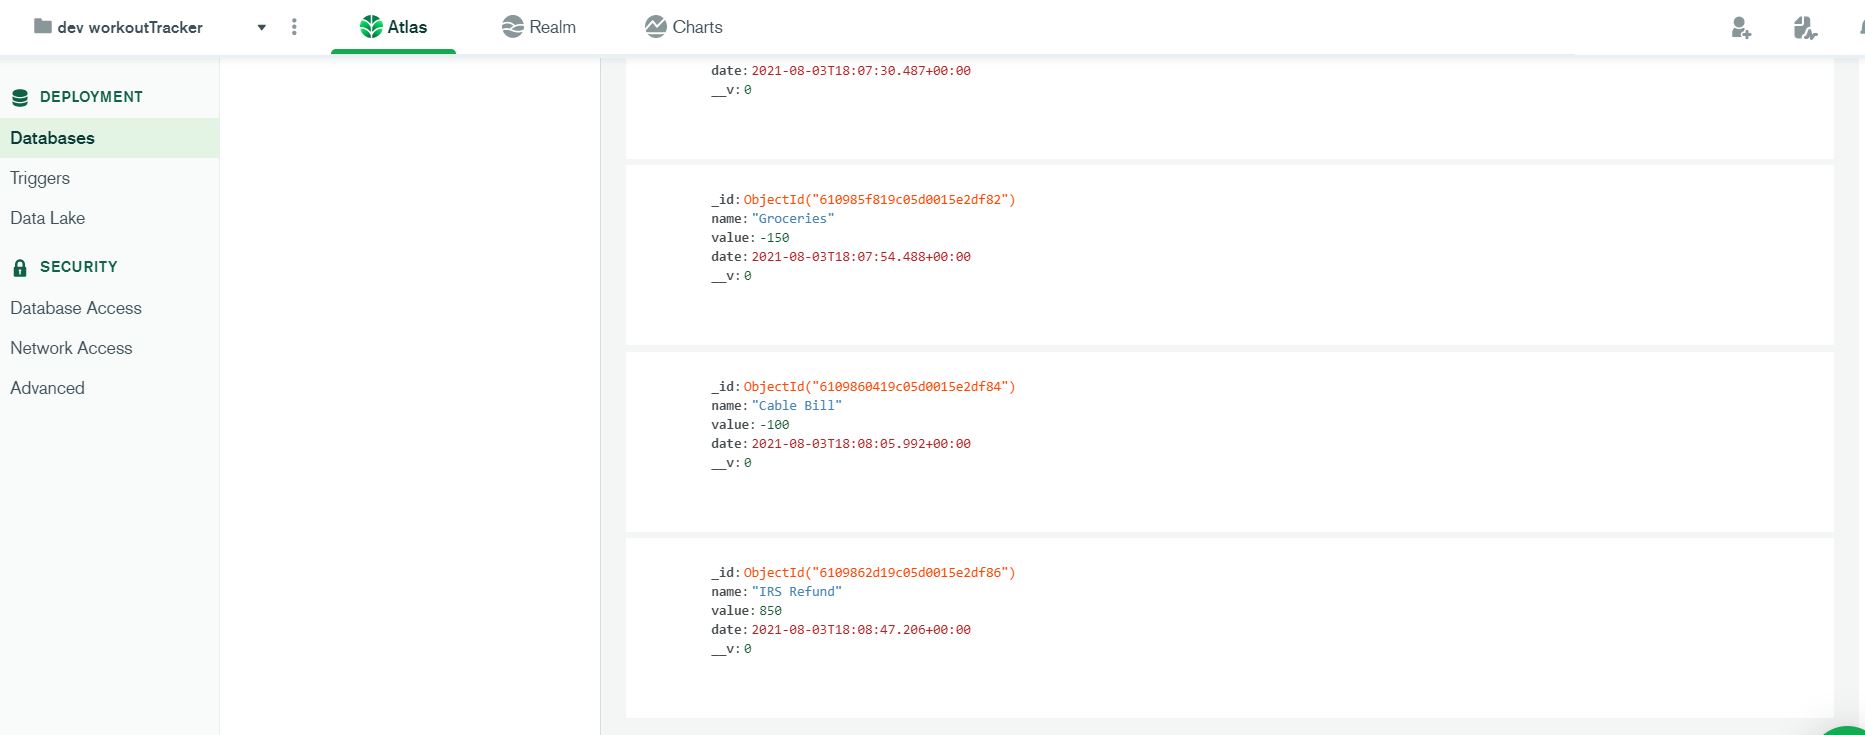 dev workoutTracker
Atlas
Realm
Charts
DEPLOYMENT
Databases
Triggers
Data Lake
SECURITY
Database Access
Network Access
Advanced
date: 2021-08-03T18:07:30.487+00:00
__v: 0
_id: ObjectId("610985f819c05d0015e2df82")
name: "Groceries"
value: -150
date: 2021-08-03T18:07:54.488+00:00
__v: 0
_id: ObjectId("6109860419c05d0015e2df84")
name: "Cable Bill"
value: -100
date: 2021-08-03T18:08:05.992+00:00
__v: 0
_id: ObjectId("6109862d19c05d0015e2df86")
name: "IRS Refund"
value: 850
date: 2021-08-03T18:08:47.206+00:00
__v: 0